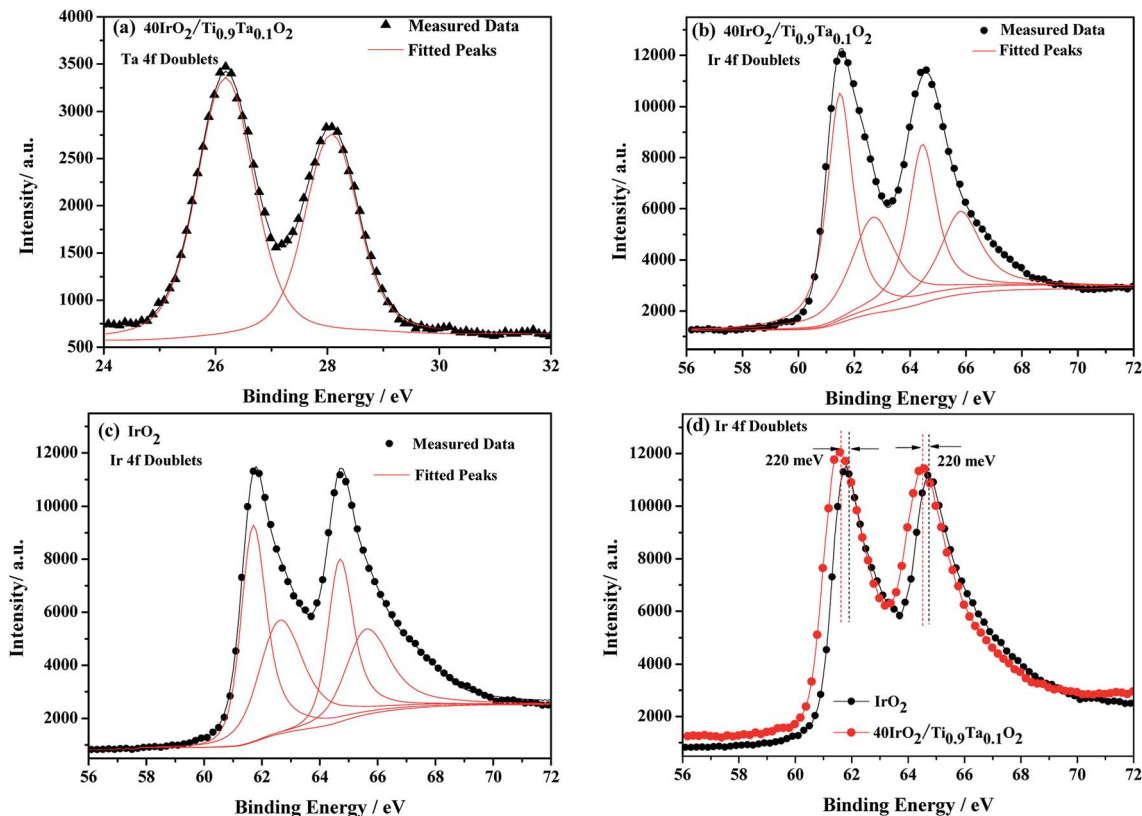 (a) 40IrO₂/Ti₀.₉Ta₀.₁O₂
Ta 4f Doublets
Measured Data
Fitted Peaks
4000
3500
3000
2500
2000
1500
1000
500
Intensity/ a.u.
24 26 28 30 32
Binding Energy / eV
(b) 40IrO₂/Ti₀.₉Ta₀.₁O₂
Ir 4f Doublets
Measured Data
Fitted Peaks
12000
10000
8000
6000
4000
2000
Intensity/ a.u.
56 58 60 62 64 66 68 70 72
Binding Energy / eV
(c) IrO₂
Ir 4f Doublets
Measured Data
Fitted Peaks
12000
10000
8000
6000
4000
2000
Intensity/ a.u.
56 58 60 62 64 66 68 70 72
Binding Energy / eV
(d) Ir 4f Doublets
220 meV 220 meV
12000
10000
8000
6000
4000
2000
Intensity/ a.u.
IrO₂
40IrO₂/Ti₀.₉Ta₀.₁O₂
56 58 60 62 64 66 68 70 72
Binding Energy / eV